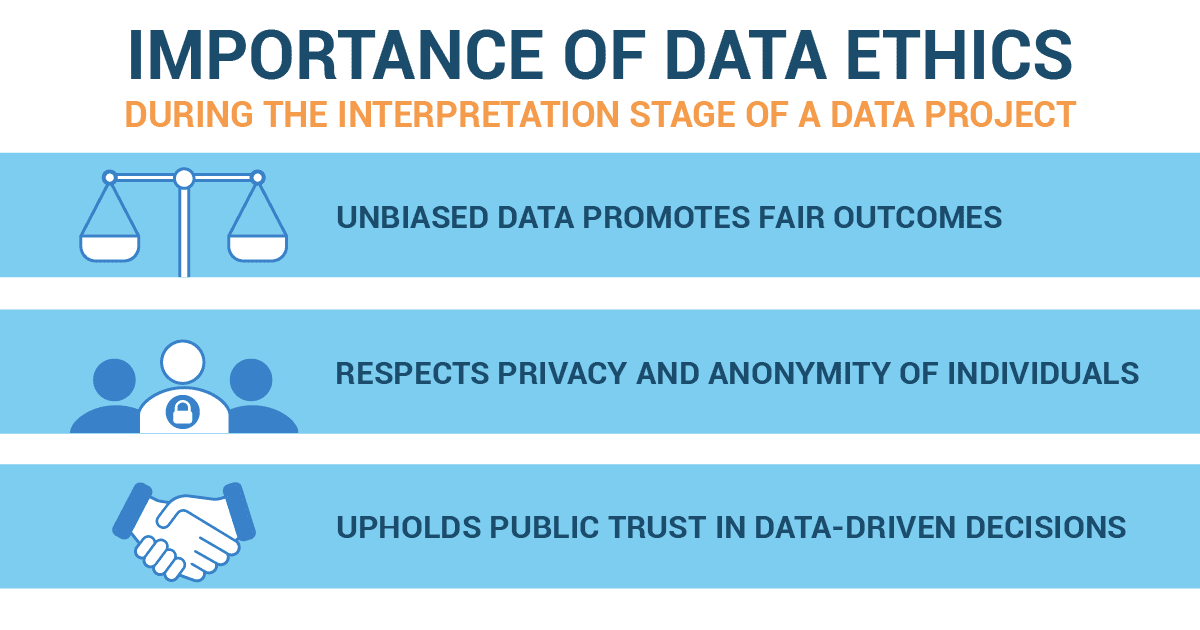 IMPORTANCE OF DATA ETHICS
DURING THE INTERPRETATION STAGE OF A DATA PROJECT
UNBIASED DATA PROMOTES FAIR OUTCOMES
RESPECTS PRIVACY AND ANONYMITY OF INDIVIDUALS
UPHOLDS PUBLIC TRUST IN DATA-DRIVEN DECISIONS